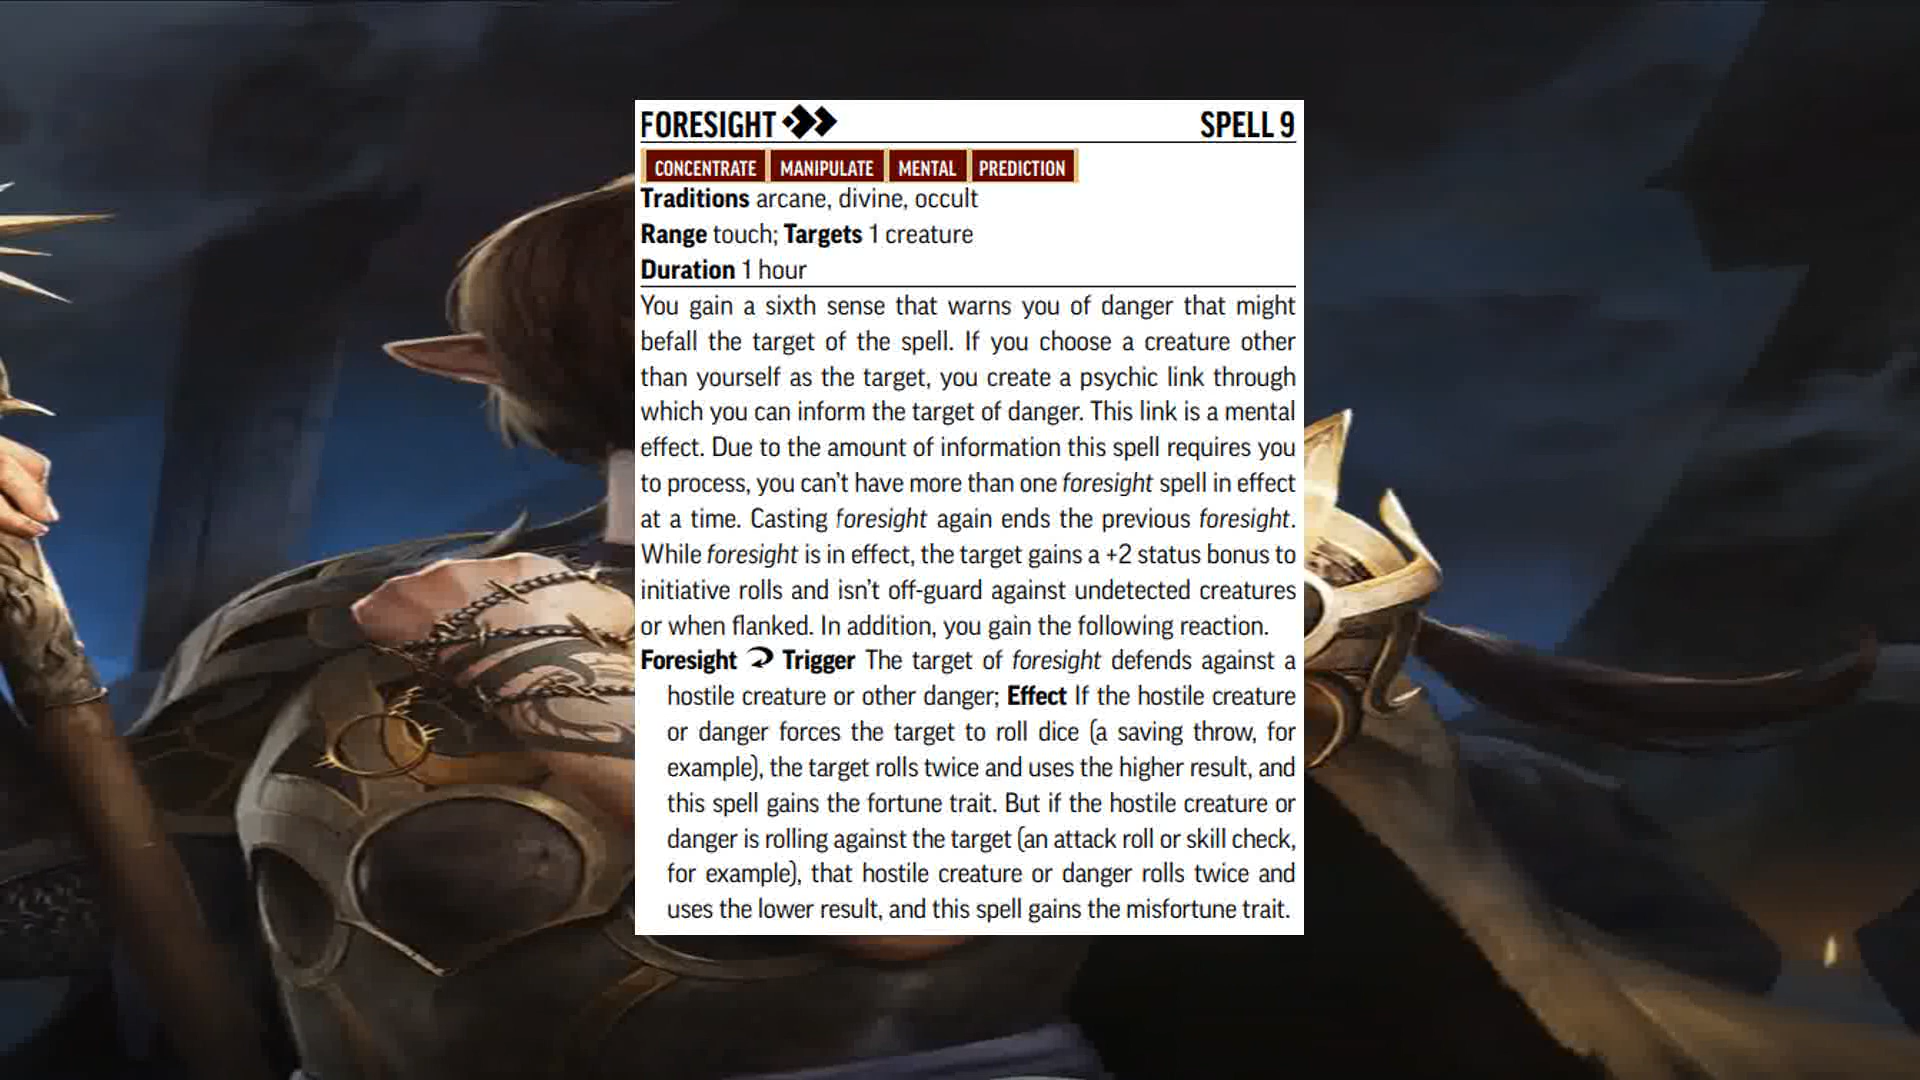 FORESIGHT SPELL 9
CONCENTRATE MANIPULATE MENTAL PREDICTION
Traditions arcane, divine, occult
Range touch; Targets 1 creature
Duration 1 hour
You gain a sixth sense that warns you of danger that might
befall the target of the spell. If you choose a creature other
than yourself as the target, you create a psychic link through
which you can inform the target of danger. This link is a mental
effect. Due to the amount of information this spell requires you
to process, you can't have more than one foresight spell in effect
at a time. Casting foresight again ends the previous foresight.
While foresight is in effect, the target gains a +2 status bonus to
initiative rolls and isn't off-guard against undetected creatures
or when flanked. In addition, you gain the following reaction.
Foresight Trigger The target of foresight defends against a
hostile creature or other danger; Effect If the hostile creature
or danger forces the target to roll dice (a saving throw, for
example), the target rolls twice and uses the higher result, and
this spell gains the fortune trait. But if the hostile creature or
danger is rolling against the target (an attack roll or skill check,
for example), that hostile creature or danger rolls twice and
uses the lower result, and this spell gains the misfortune trait.